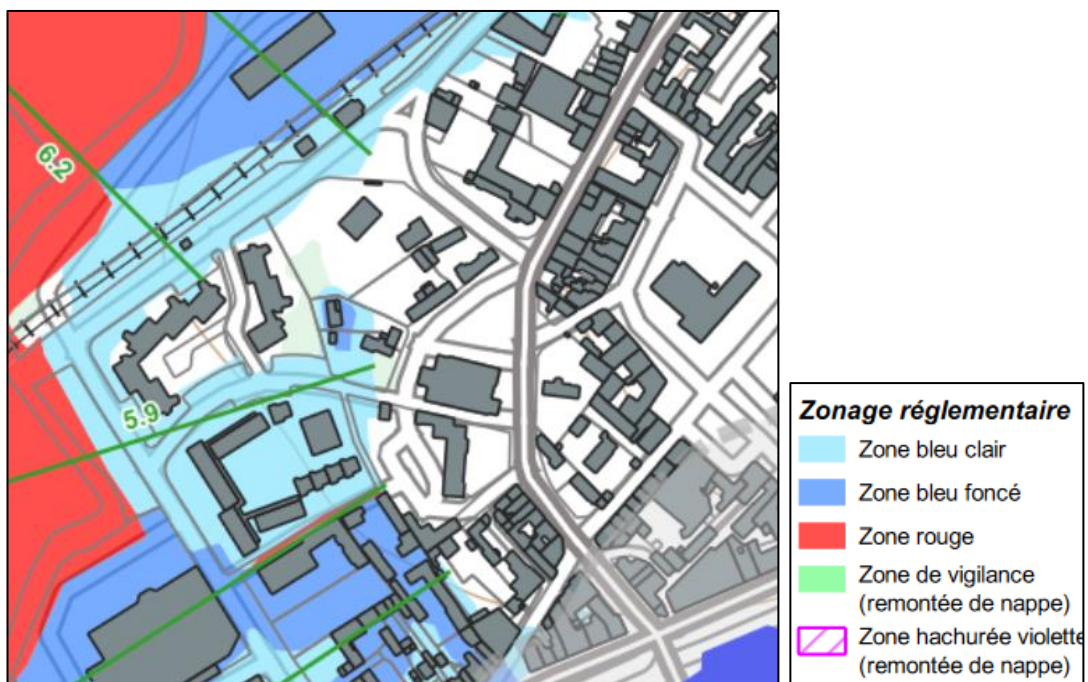 6.2
5.9
Zonage réglementaire
Zone bleu clair
Zone bleu foncé
Zone rouge
Zone de vigilance
(remontée de nappe)
Zone hachurée violette
(remontée de nappe)